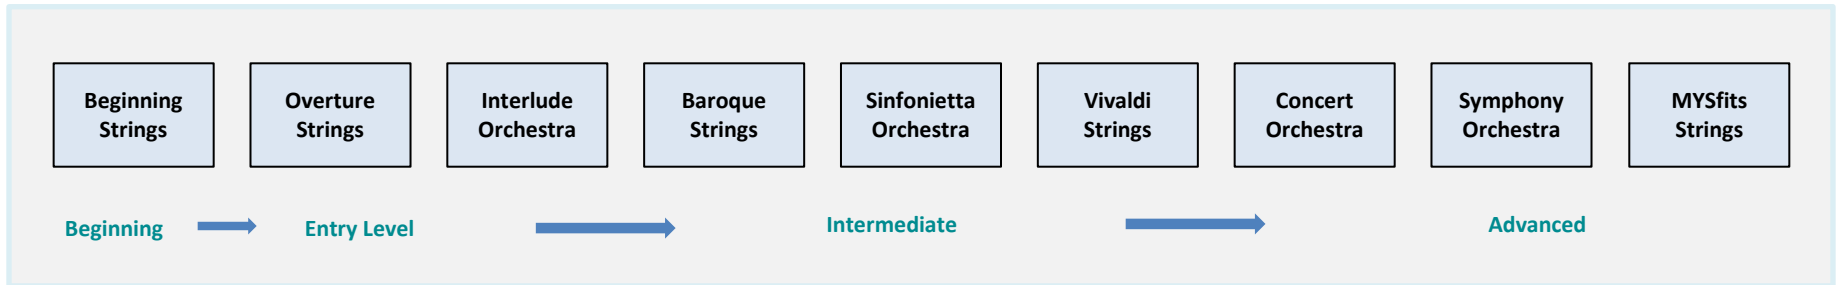 Beginning
Strings
Overture
Strings
Interlude
Orchestra
Baroque
Strings
Sinfonietta
Orchestra
Vivaldi
Strings
Concert
Orchestra
Symphony
Orchestra
MYSfits
Strings
Beginning
Entry Level
Intermediate
Advanced